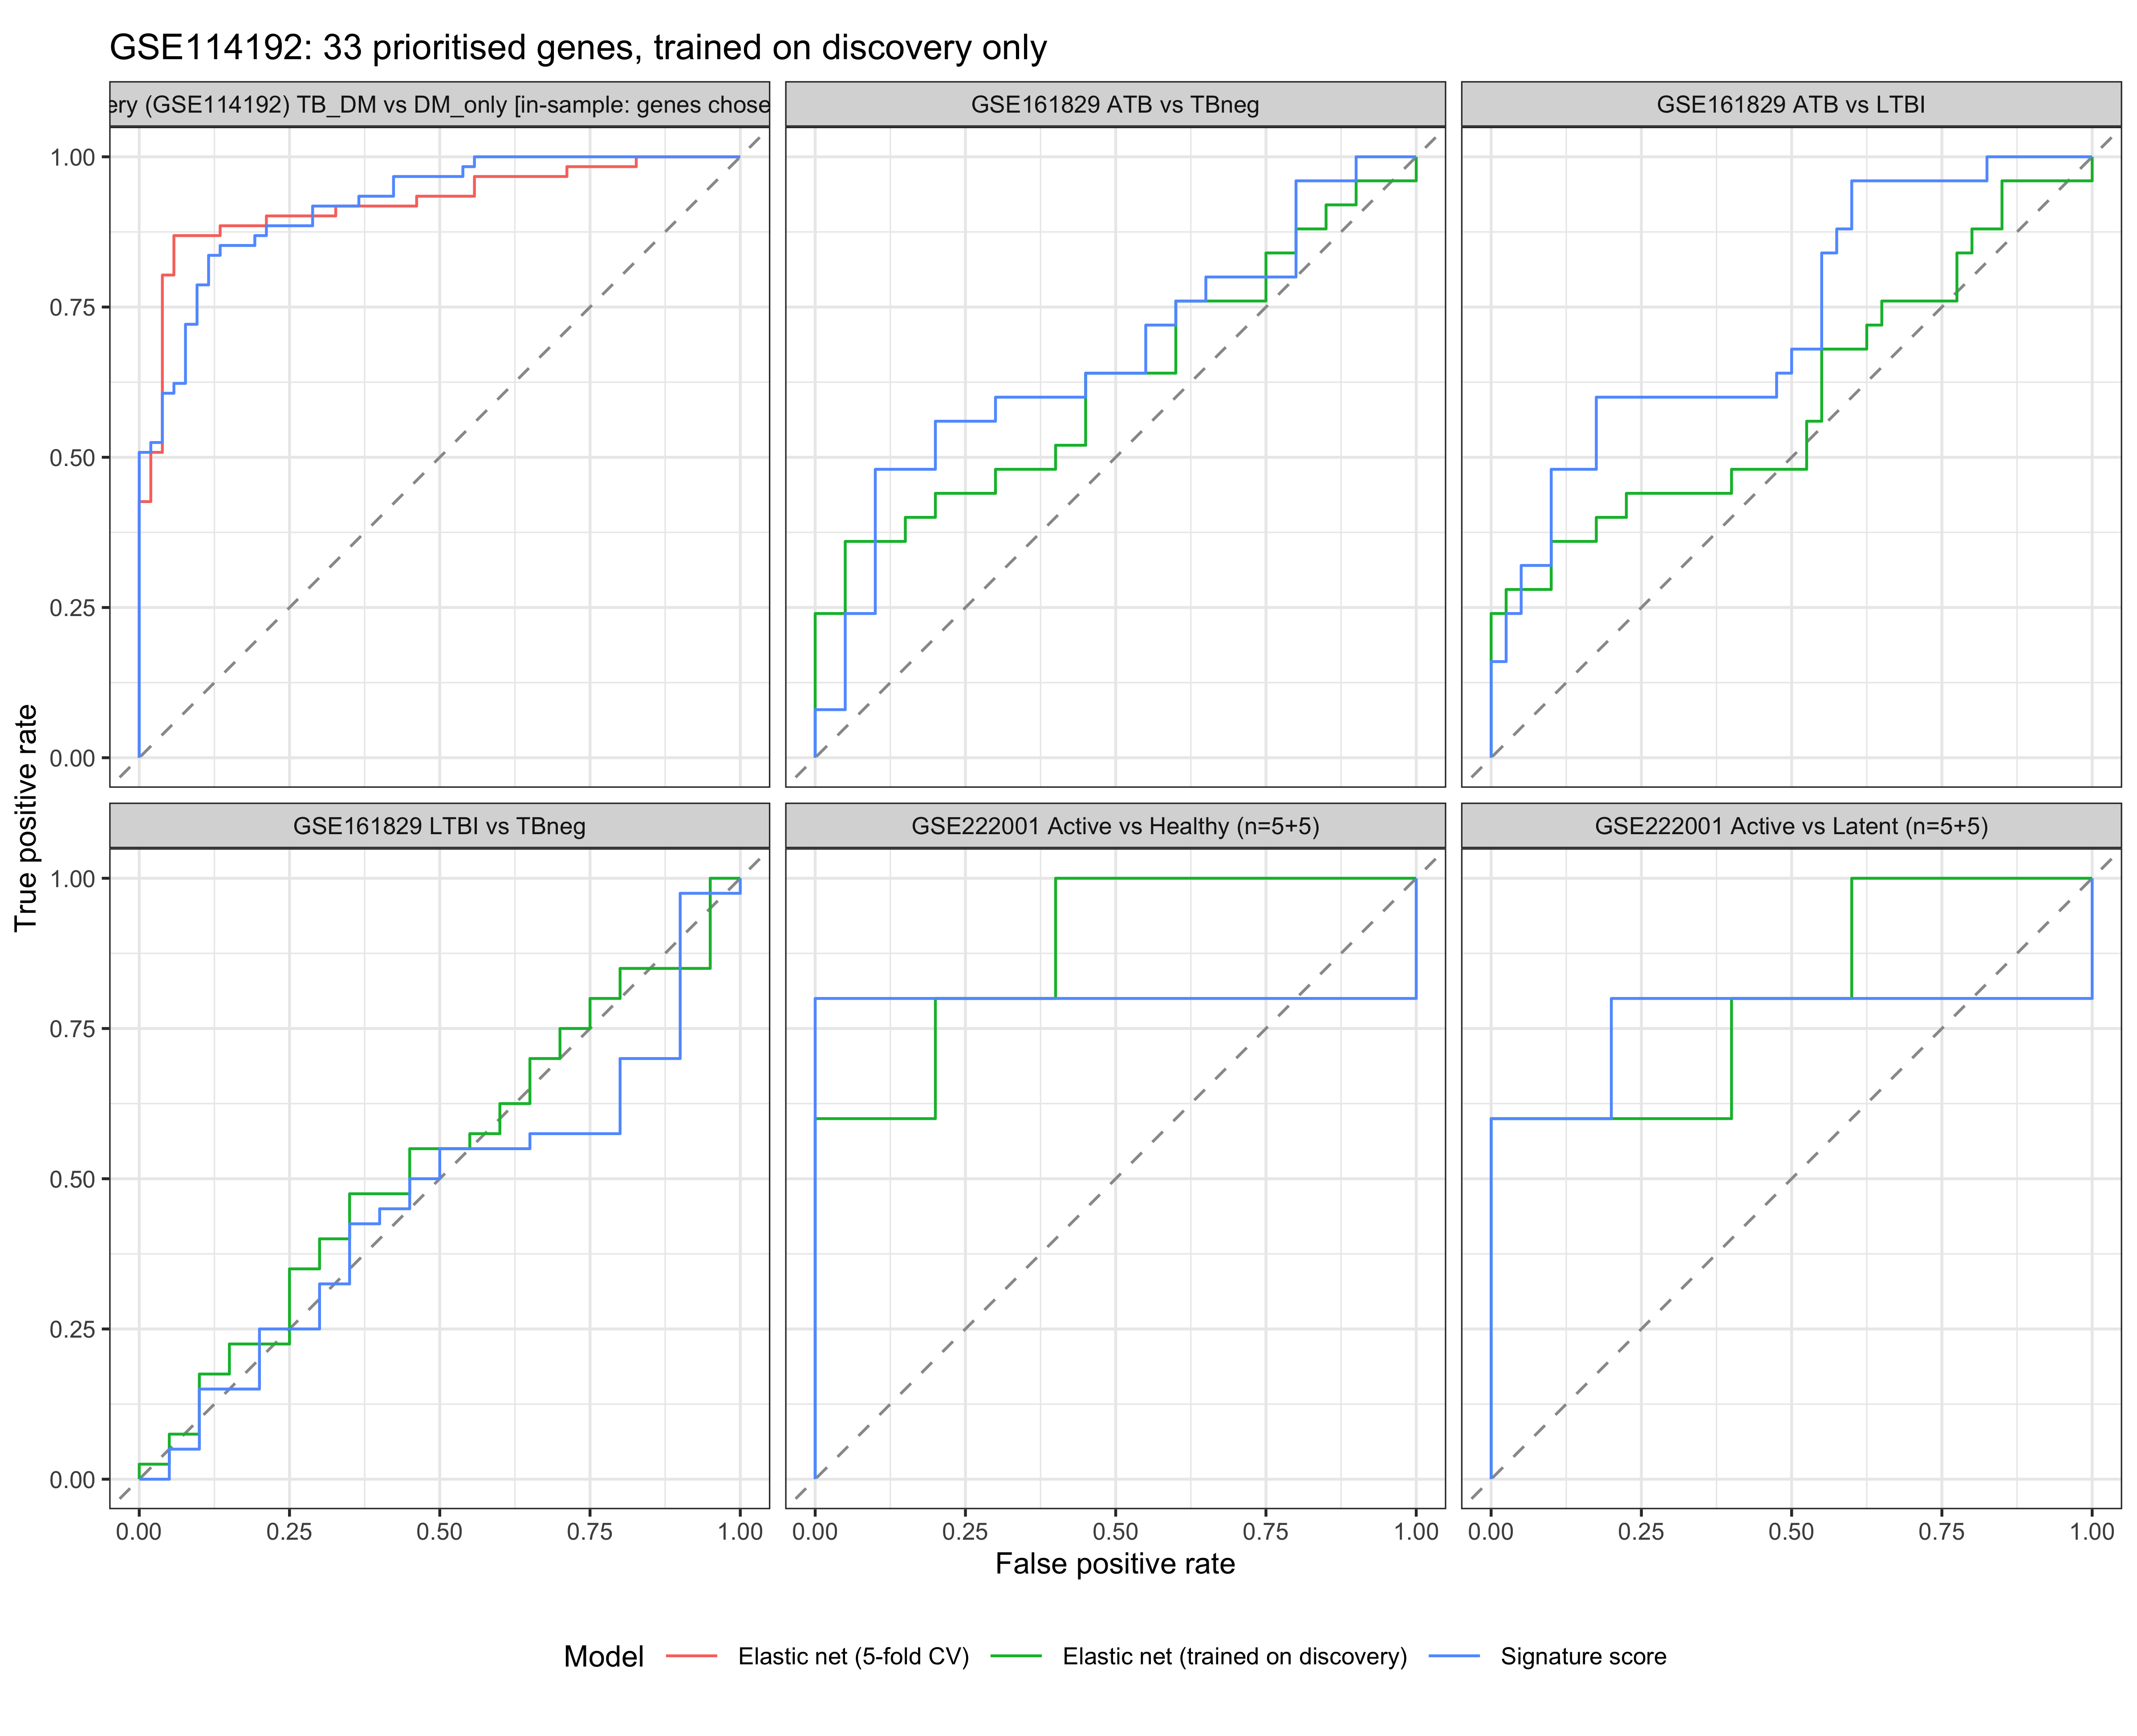 GSE114192: 33 prioritised genes, trained on discovery only
ery (GSE114192) TB_DM vs DM_only [in-sample: genes chose
GSE161829 ATB vs TBneg
GSE161829 ATB vs LTBI
1.00
0.75
0.50
0.25
0.00
GSE161829 LTBI vs TBneg
GSE222001 Active vs Healthy (n=5+5)
GSE222001 Active vs Latent (n=5+5)
1.00
0.75
0.50
0.25
0.00
True positive rate
0.00 0.25 0.50 0.75 1.00
0.00 0.25 0.50 0.75 1.00
0.00 0.25 0.50 0.75 1.00
False positive rate
Model
Elastic net (5-fold CV)
Elastic net (trained on discovery)
Signature score